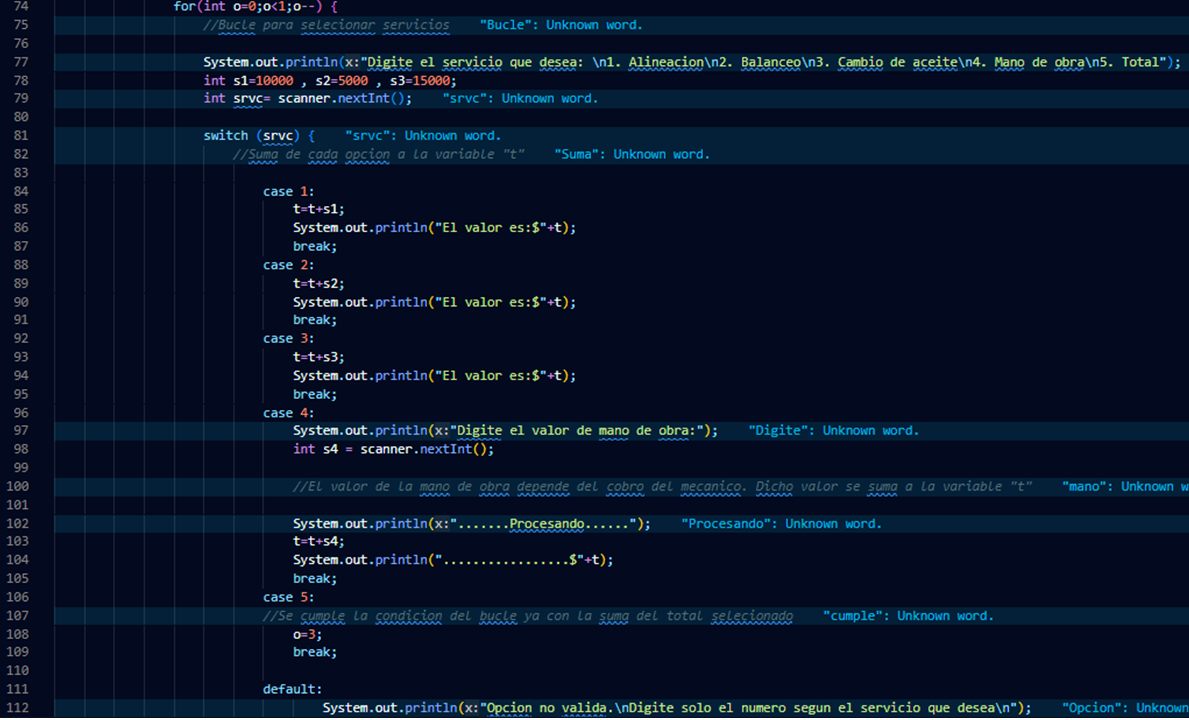 74 for(int o=0;o<1;o--) {
75 //Bucle para selecionar servicios "Bucle": Unknown word.
76
77 System.out.println(x:"Digite el servicio que desea: \n1. Alineacion\n2. Balanceo\n3. Cambio de aceite\n4. Mano de obra\n5. Total");
78 int s1=10000 , s2=5000 , s3=15000;
79 int srvc= scanner.nextInt(); "srvc": Unknown word.
80
81 switch (srvc) { "srvc": Unknown word.
82 //Suma de cada opcion a la variable "t" "Suma": Unknown word.
83
84 case 1:
85 t=t+s1;
86 System.out.println("El valor es:$"+t);
87 break;
88 case 2:
89 t=t+s2;
90 System.out.println("El valor es:$"+t);
91 break;
92 case 3:
93 t=t+s3;
94 System.out.println("El valor es:$"+t);
95 break;
96 case 4:
97 System.out.println(x:"Digite el valor de mano de obra:"); "Digite": Unknown word.
98 int s4 = scanner.nextInt();
99
100 //El valor de la mano de obra depende del cobro del mecanico. Dicho valor se suma a la variable "t" "mano": Unknown w
101
102 System.out.println(x:".......Procesando......"); "Procesando": Unknown word.
103 t=t+s4;
104 System.out.println(".................$"+t);
105 break;
106 case 5:
107 //Se cumple la condicion del bucle ya con la suma del total selecionado "cumple": Unknown word.
108 o=3;
109 break;
110
111 default:
112 System.out.println(x:"Opcion no valida.\nDigite solo el numero segun el servicio que desea\n"); "Opcion": Unknown